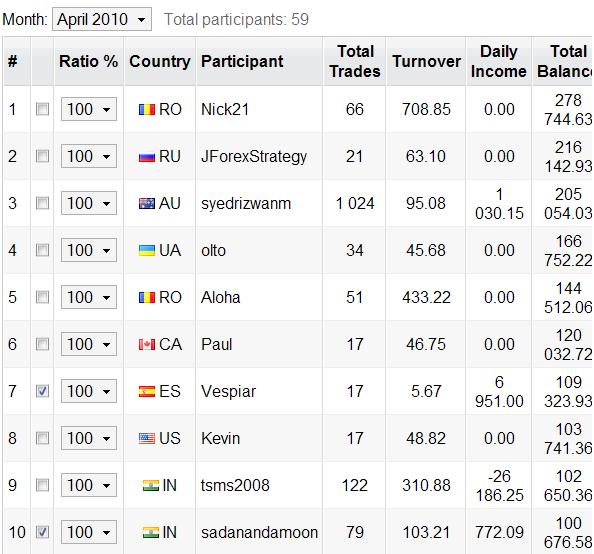 Month: April 2010 Total participants: 59
# Ratio % Country Participant Total Trades Turnover Daily Income Total Balanc
1 100 RO Nick21 66 708.85 0.00 278 744.63
2 100 RU JForexStrategy 21 63.10 0.00 216 142.93
3 100 AU syedrizwanm 1 024 95.08 1 030.15 205 054.03
4 100 UA olto 34 45.68 0.00 166 752.22
5 100 RO Aloha 51 433.22 0.00 144 512.06
6 100 CA Paul 17 46.75 0.00 120 032.72
7 100 ES Vespiar 17 5.67 6 951.00 109 323.93
8 100 US Kevin 17 48.82 0.00 103 741.36
9 100 IN tsms2008 122 310.88 -26 186.25 102 650.36
10 100 IN sadanandamoon 79 103.21 772.09 100 676.58